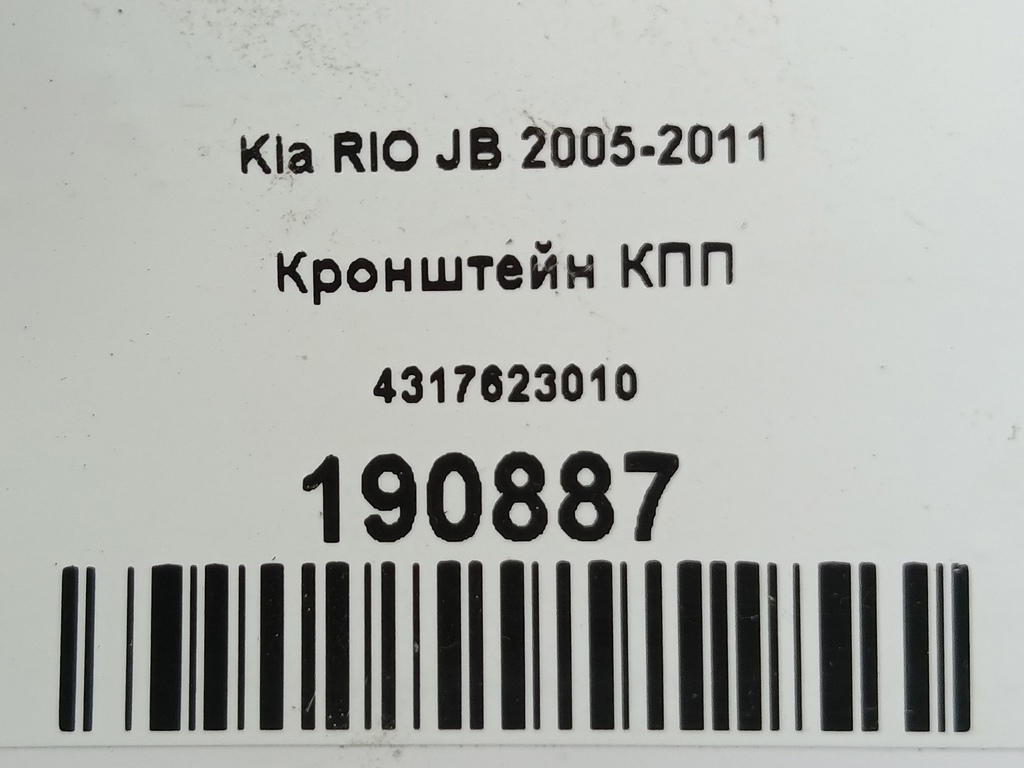 Kia RIO JB 2005-2011
Кронштейн КПП
4317623010
190887